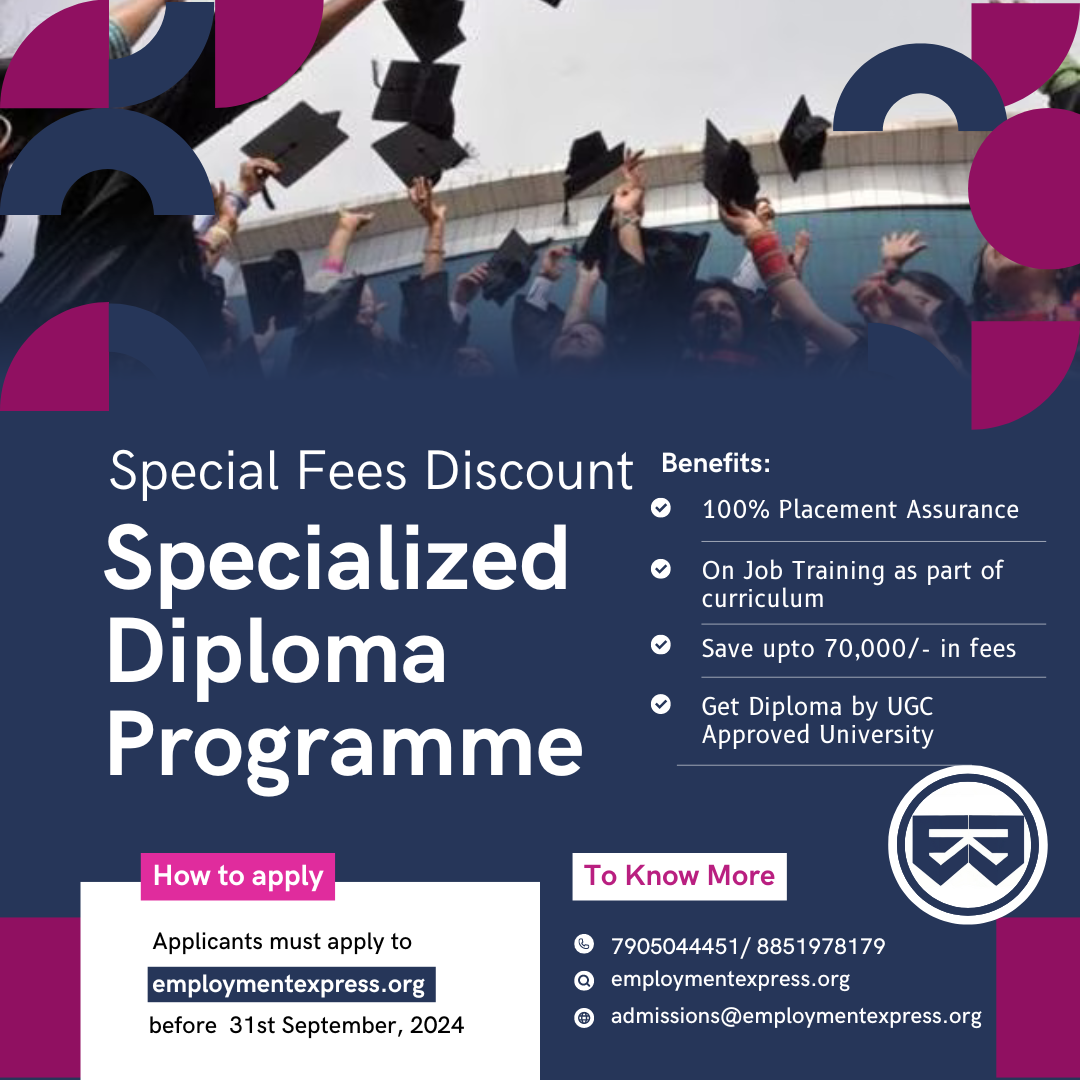 Special Fees Discount
Specialized
Diploma
Programme
Benefits:
100% Placement Assurance
On Job Training as part of
curriculum
Save upto 70,000/- in fees
Get Diploma by UGC
Approved University
How to apply
Applicants must apply to
employmentexpress.org
before 31st September, 2024
To Know More
7905044451/ 8851978179
employmentexpress.org
admissions@employmentexpress.org